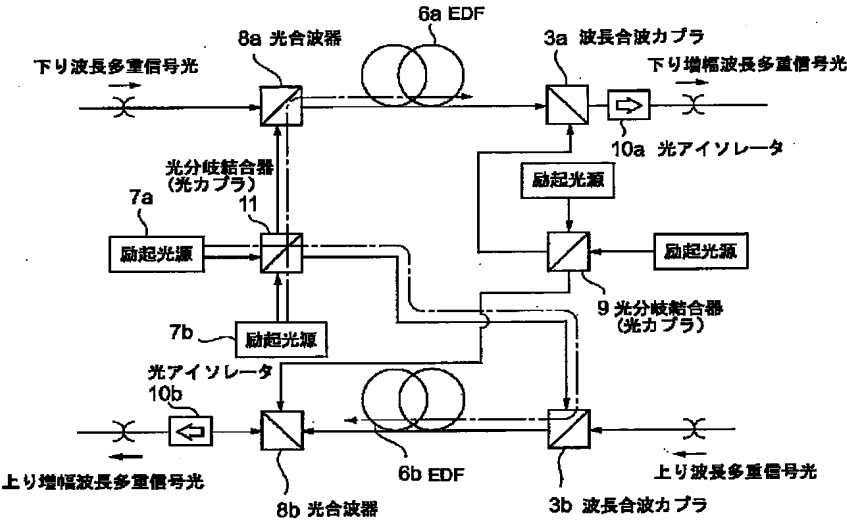 6a EDF
8a 光合波器
3a 波長合波カプラ
下り波長多重信号光
下り増幅波長多重信号光
10a 光アイソレータ
光分岐結合器
(光カプラ)
11
励起光源
7a
励起光源
励起光源
9 光分岐結合器
(光カプラ)
7b
励起光源
光アイソレータ
10b
上り増幅波長多重信号光
6b EDF
上り波長多重信号光
8b 光合波器
3b 波長合波カプラ